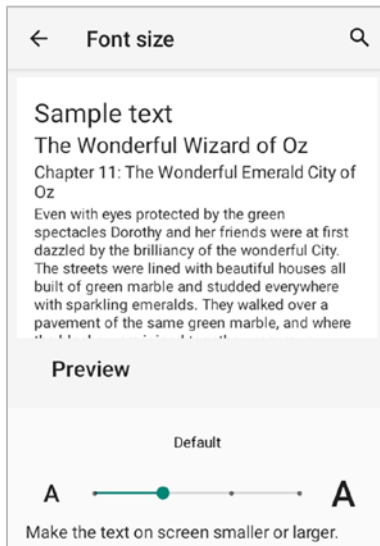 Font size
Sample text
The Wonderful Wizard of Oz
Chapter 11: The Wonderful Emerald City of
Oz
Even with eyes protected by the green
spectacles Dorothy and her friends were at first
dazzled by the brilliancy of the wonderful City.
The streets were lined with beautiful houses all
built of green marble and studded everywhere
with sparkling emeralds. They walked over a
pavement of the same green marble, and where
Preview
Default
A A
Make the text on screen smaller or larger.